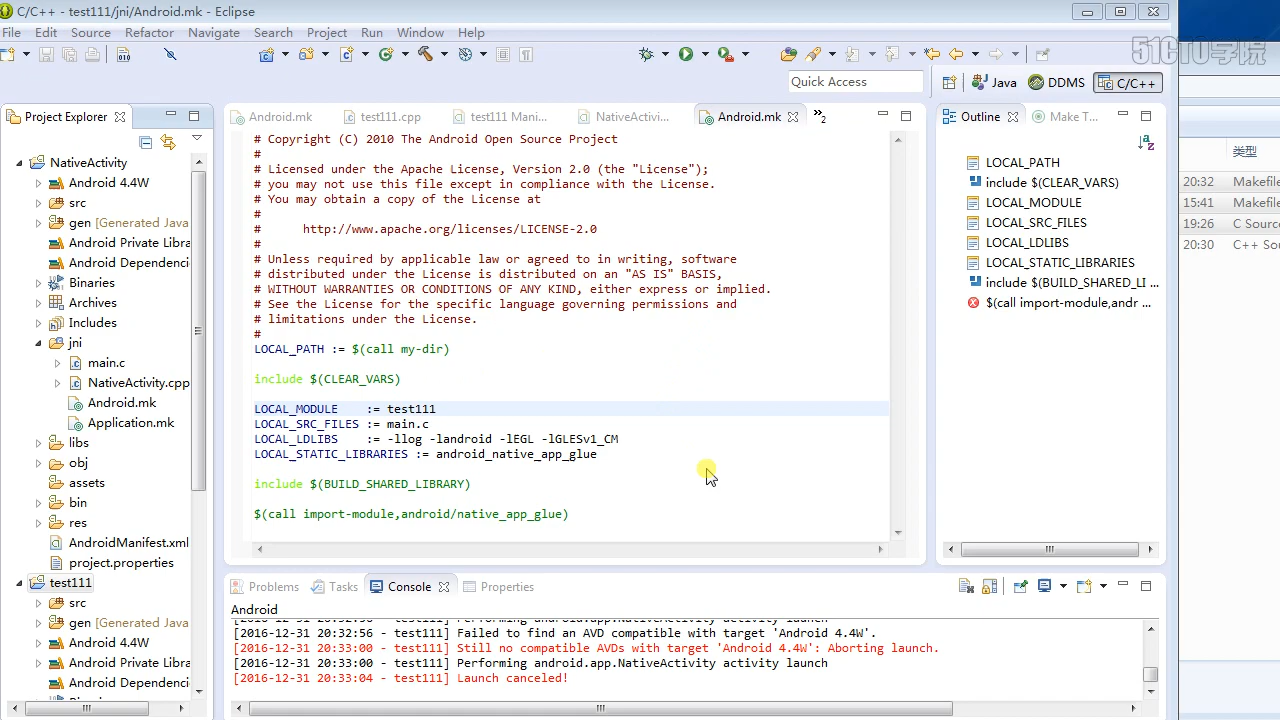 C/C++ - test111/jni/Android.mk - Eclipse
File Edit Source Refactor Navigate Search Project Run Window Help
51CTO学院
Quick Access
Java DDMS C/C++
Project Explorer
NativeActivity
Android 4.4W
src
gen [Generated Java
Android Private Libra
Android Dependenci
Binaries
Archives
Includes
jni
main.c
NativeActivity.cpp
Android.mk
Application.mk
libs
obj
assets
bin
res
AndroidManifest.xml
project.properties
test111
src
gen [Generated Java
Android 4.4W
Android Private Libra
Android Dependenci
Android.mk test111.cpp test111 Mani... NativeActivi... Android.mk »2
# Copyright (C) 2010 The Android Open Source Project
#
# Licensed under the Apache License, Version 2.0 (the "License");
# you may not use this file except in compliance with the License.
# You may obtain a copy of the License at
#
# http://www.apache.org/licenses/LICENSE-2.0
#
# Unless required by applicable law or agreed to in writing, software
# distributed under the License is distributed on an "AS IS" BASIS,
# WITHOUT WARRANTIES OR CONDITIONS OF ANY KIND, either express or implied.
# See the License for the specific language governing permissions and
# limitations under the License.
#
LOCAL_PATH := $(call my-dir)
include $(CLEAR_VARS)
LOCAL_MODULE := test111
LOCAL_SRC_FILES := main.c
LOCAL_LDLIBS := -llog -landroid -lEGL -lGLESv1_CM
LOCAL_STATIC_LIBRARIES := android_native_app_glue
include $(BUILD_SHARED_LIBRARY)
$(call import-module,android/native_app_glue)
Outline Make T...
LOCAL_PATH
include $(CLEAR_VARS)
LOCAL_MODULE
LOCAL_SRC_FILES
LOCAL_LDLIBS
LOCAL_STATIC_LIBRARIES
include $(BUILD_SHARED_LI ...
$(call import-module,andr ...
类型
20:32 Makefile
15:41 Makefile
19:26 C Source
20:30 C++ So
Problems Tasks Console Properties
Android
[2016-12-31 20:32:56 - test111] Failed to find an AVD compatible with target 'Android 4.4W'.
[2016-12-31 20:33:00 - test111] Still no compatible AVDs with target 'Android 4.4W': Aborting launch.
[2016-12-31 20:33:00 - test111] Performing android.app.NativeActivity activity launch
[2016-12-31 20:33:04 - test111] Launch canceled!